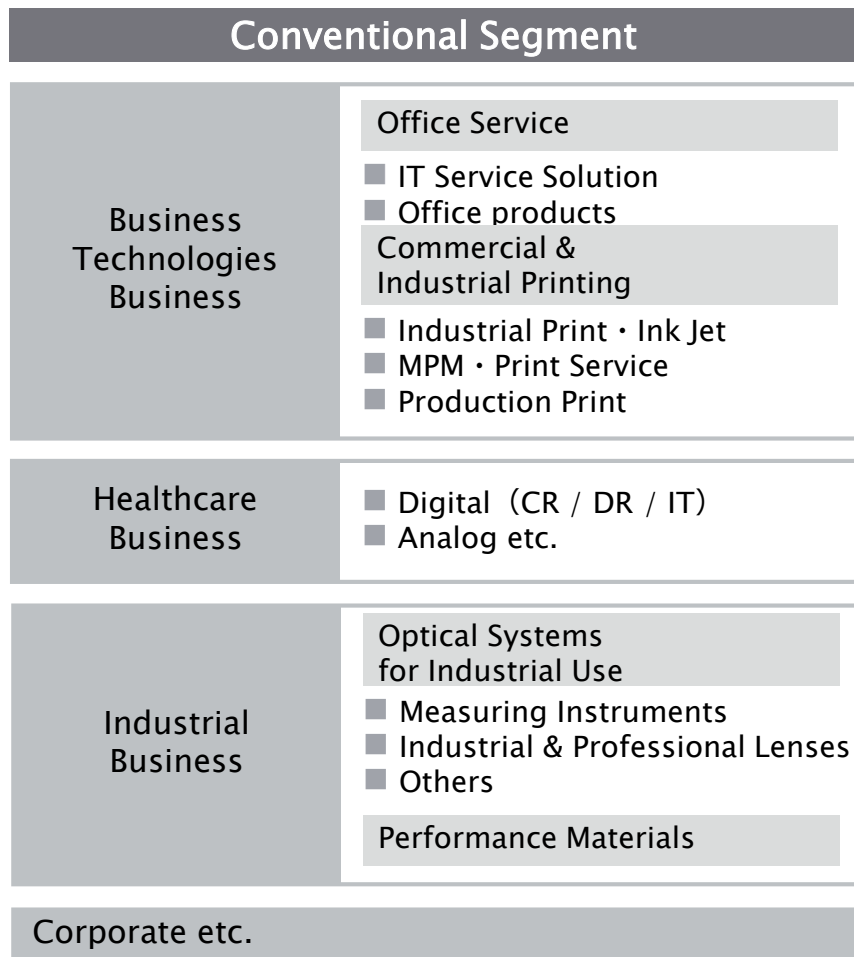 Conventional Segment
Business
Technologies
Business
Office Service
IT Service Solution
Office products
Commercial &
Industrial Printing
Industrial Print・Ink Jet
MPM・Print Service
Production Print
Healthcare
Business
Digital（CR / DR / IT）
Analog etc.
Industrial
Business
Optical Systems
for Industrial Use
Measuring Instruments
Industrial & Professional Lenses
Others
Performance Materials
Corporate etc.